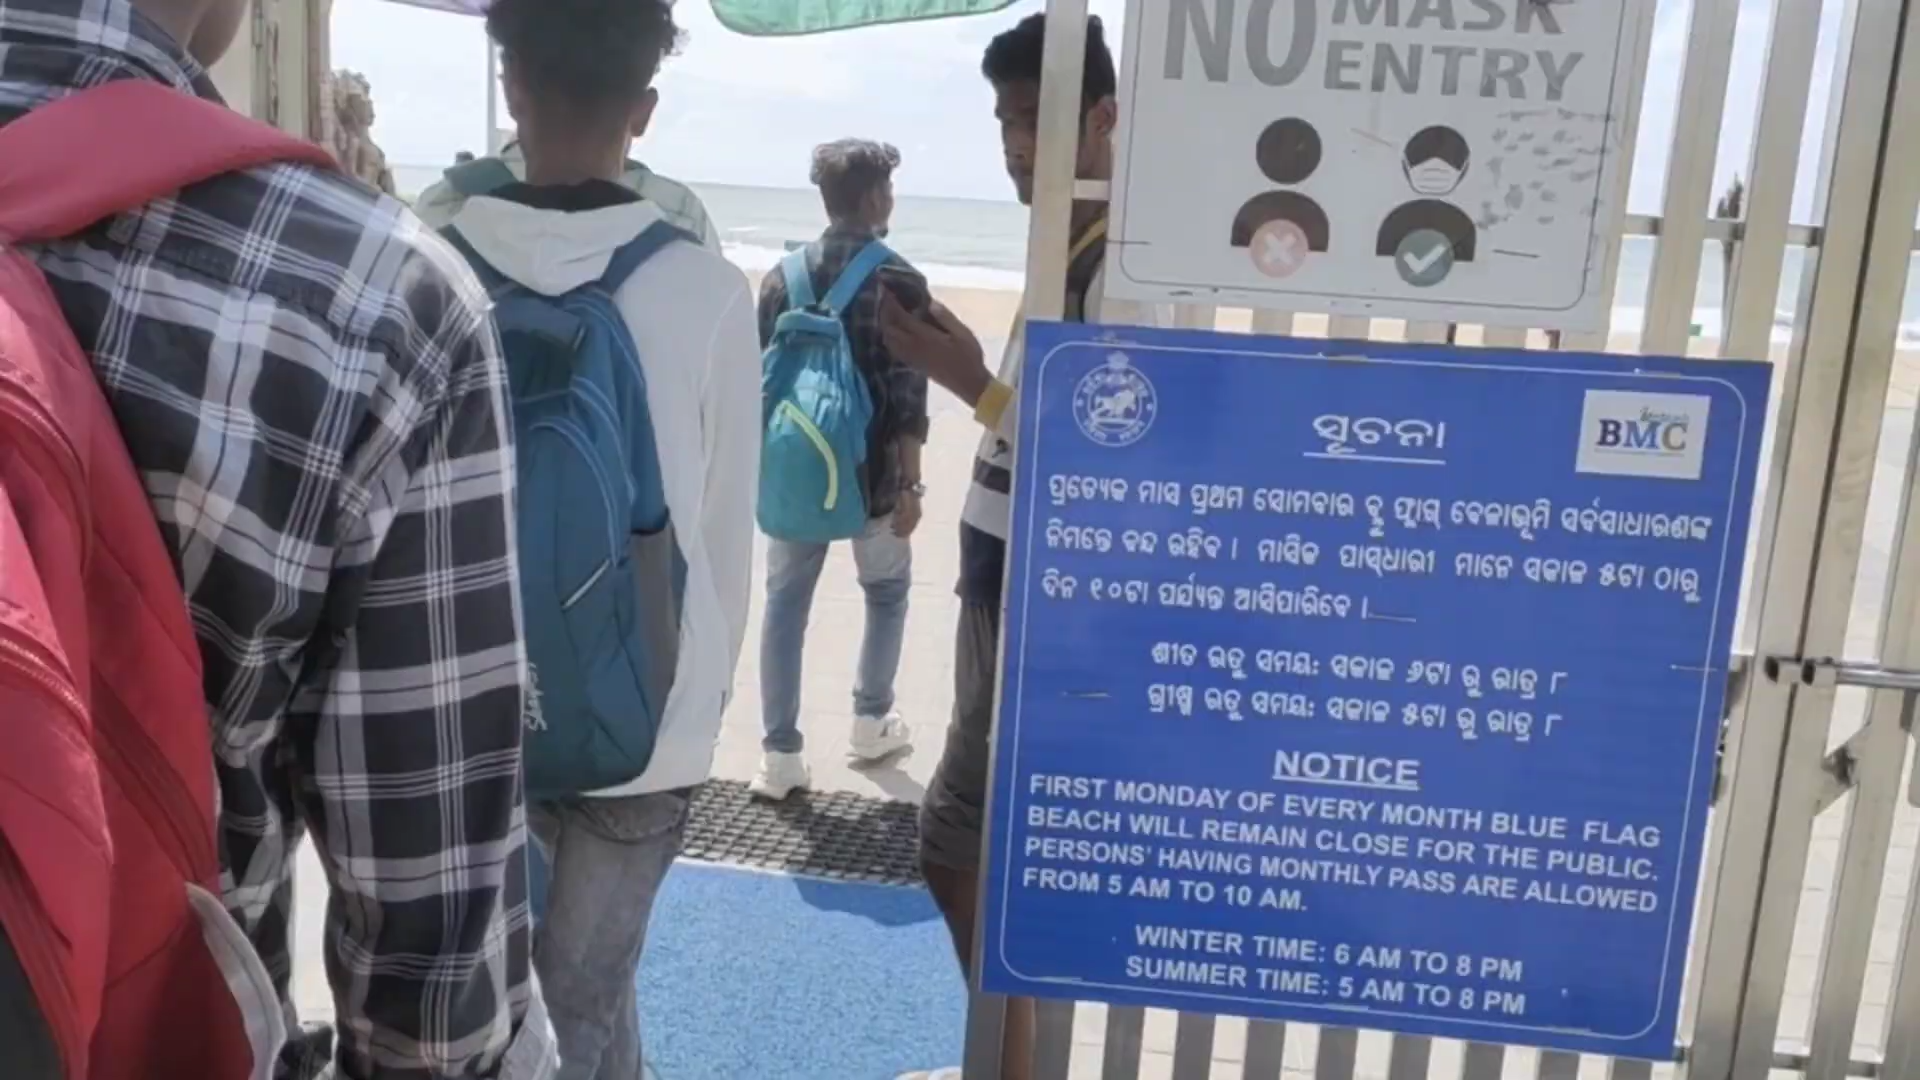 NO MASK
ENTRY
ସୂଚନା
BMC
ପ୍ରତ୍ୟେକ ମାସ ପ୍ରଥମ ସୋମବାର ବ୍ଲୁ ଫ୍ଲାଗ୍ ବେଳାଭୂମି ସର୍ବସାଧାରଣଙ୍କ
ନିମନ୍ତେ ବନ୍ଦ ରହିବ । ମାସିକ ପାସ୍‌ଧାରୀ ମାନେ ସକାଳ ୫ଟା ଠାରୁ
ଦିନ ୧୦ଟା ପର୍ଯ୍ୟନ୍ତ ଆସିପାରିବେ ।
ଶୀତ ଋତୁ ସମୟ: ସକାଳ ୬ଟା ରୁ ରାତ୍ର ୮
ଗ୍ରୀଷ୍ମ ଋତୁ ସମୟ: ସକାଳ ୫ଟା ରୁ ରାତ୍ର ୮
NOTICE
FIRST MONDAY OF EVERY MONTH BLUE FLAG
BEACH WILL REMAIN CLOSE FOR THE PUBLIC.
PERSONS' HAVING MONTHLY PASS ARE ALLOWED
FROM 5 AM TO 10 AM.
WINTER TIME: 6 AM TO 8 PM
SUMMER TIME: 5 AM TO 8 PM